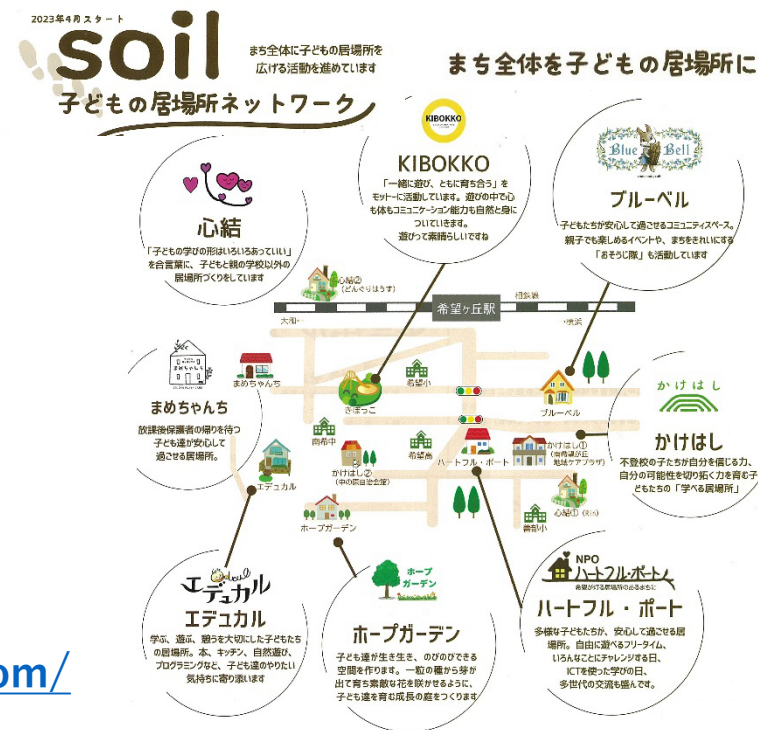 2023年4月スタート
soil
子どもの居場所ネットワーク
まち全体に子どもの居場所を
広げる活動を進めています
まち全体を子どもの居場所に
KIBOKKO
KIBOKKO
「一緒に遊び、ともに育ち合う」を
モットーに活動しています。遊びの中で心
も体もコミュニケーション能力も自然と身に
ついていきます。
遊びって素晴らしいですね
Blue Bell
ブルーベル
子どもたちが安心して過ごせるコミュニティスペース。
親子でも楽しめるイベントや、まちをきれいにする
「おそうじ隊」も活動しています
心結
「子どもの学びの形はいろいろあっていい」
を合言葉に、子どもと親の学校以外の
居場所づくりをしています
心結②
(どんぐりはうす)
相鉄線
希望ヶ丘駅
大和←
→横浜
まめちゃんち
まめちゃんち
放課後保護者の帰りを待つ
子ども達が安心して
過ごせる居場所。
まめちゃんち
きぼっこ
希望小
ブルーベル
南希中
希望高
かけはし②
(中の原自治会館)
ハートフル・ポート
かけはし①
(南希望が丘
地域ケアプラザ)
エデュカル
ホープガーデン
善部小
心結①
かけはし
かけはし
不登校の子たちが自分を信じる力、
自分の可能性を切り拓く力を育む子
どもたちの「学べる居場所」
エデュカル
エデュカル
学ぶ、遊ぶ、憩うを大切にした子どもたち
の居場所。本、キッチン、自然遊び、
プログラミングなど、子ども達のやりたい
気持ちに寄り添います
ホープ
ガーデン
ホープガーデン
子ども達が生き生き、のびのびできる
空間を作ります。一粒の種から芽が
出て育ち素敵な花を咲かせるように、
子ども達を育む成長の庭をつくります
NPO
ハートフル・ポート
ハートフル・ポート
多様な子どもたちが、安心して過ごせる居
場所。自由に遊べるフリータイム、
いろんなことにチャレンジする日、
ICTを使った学びの日、
多世代の交流も盛んです。
om/